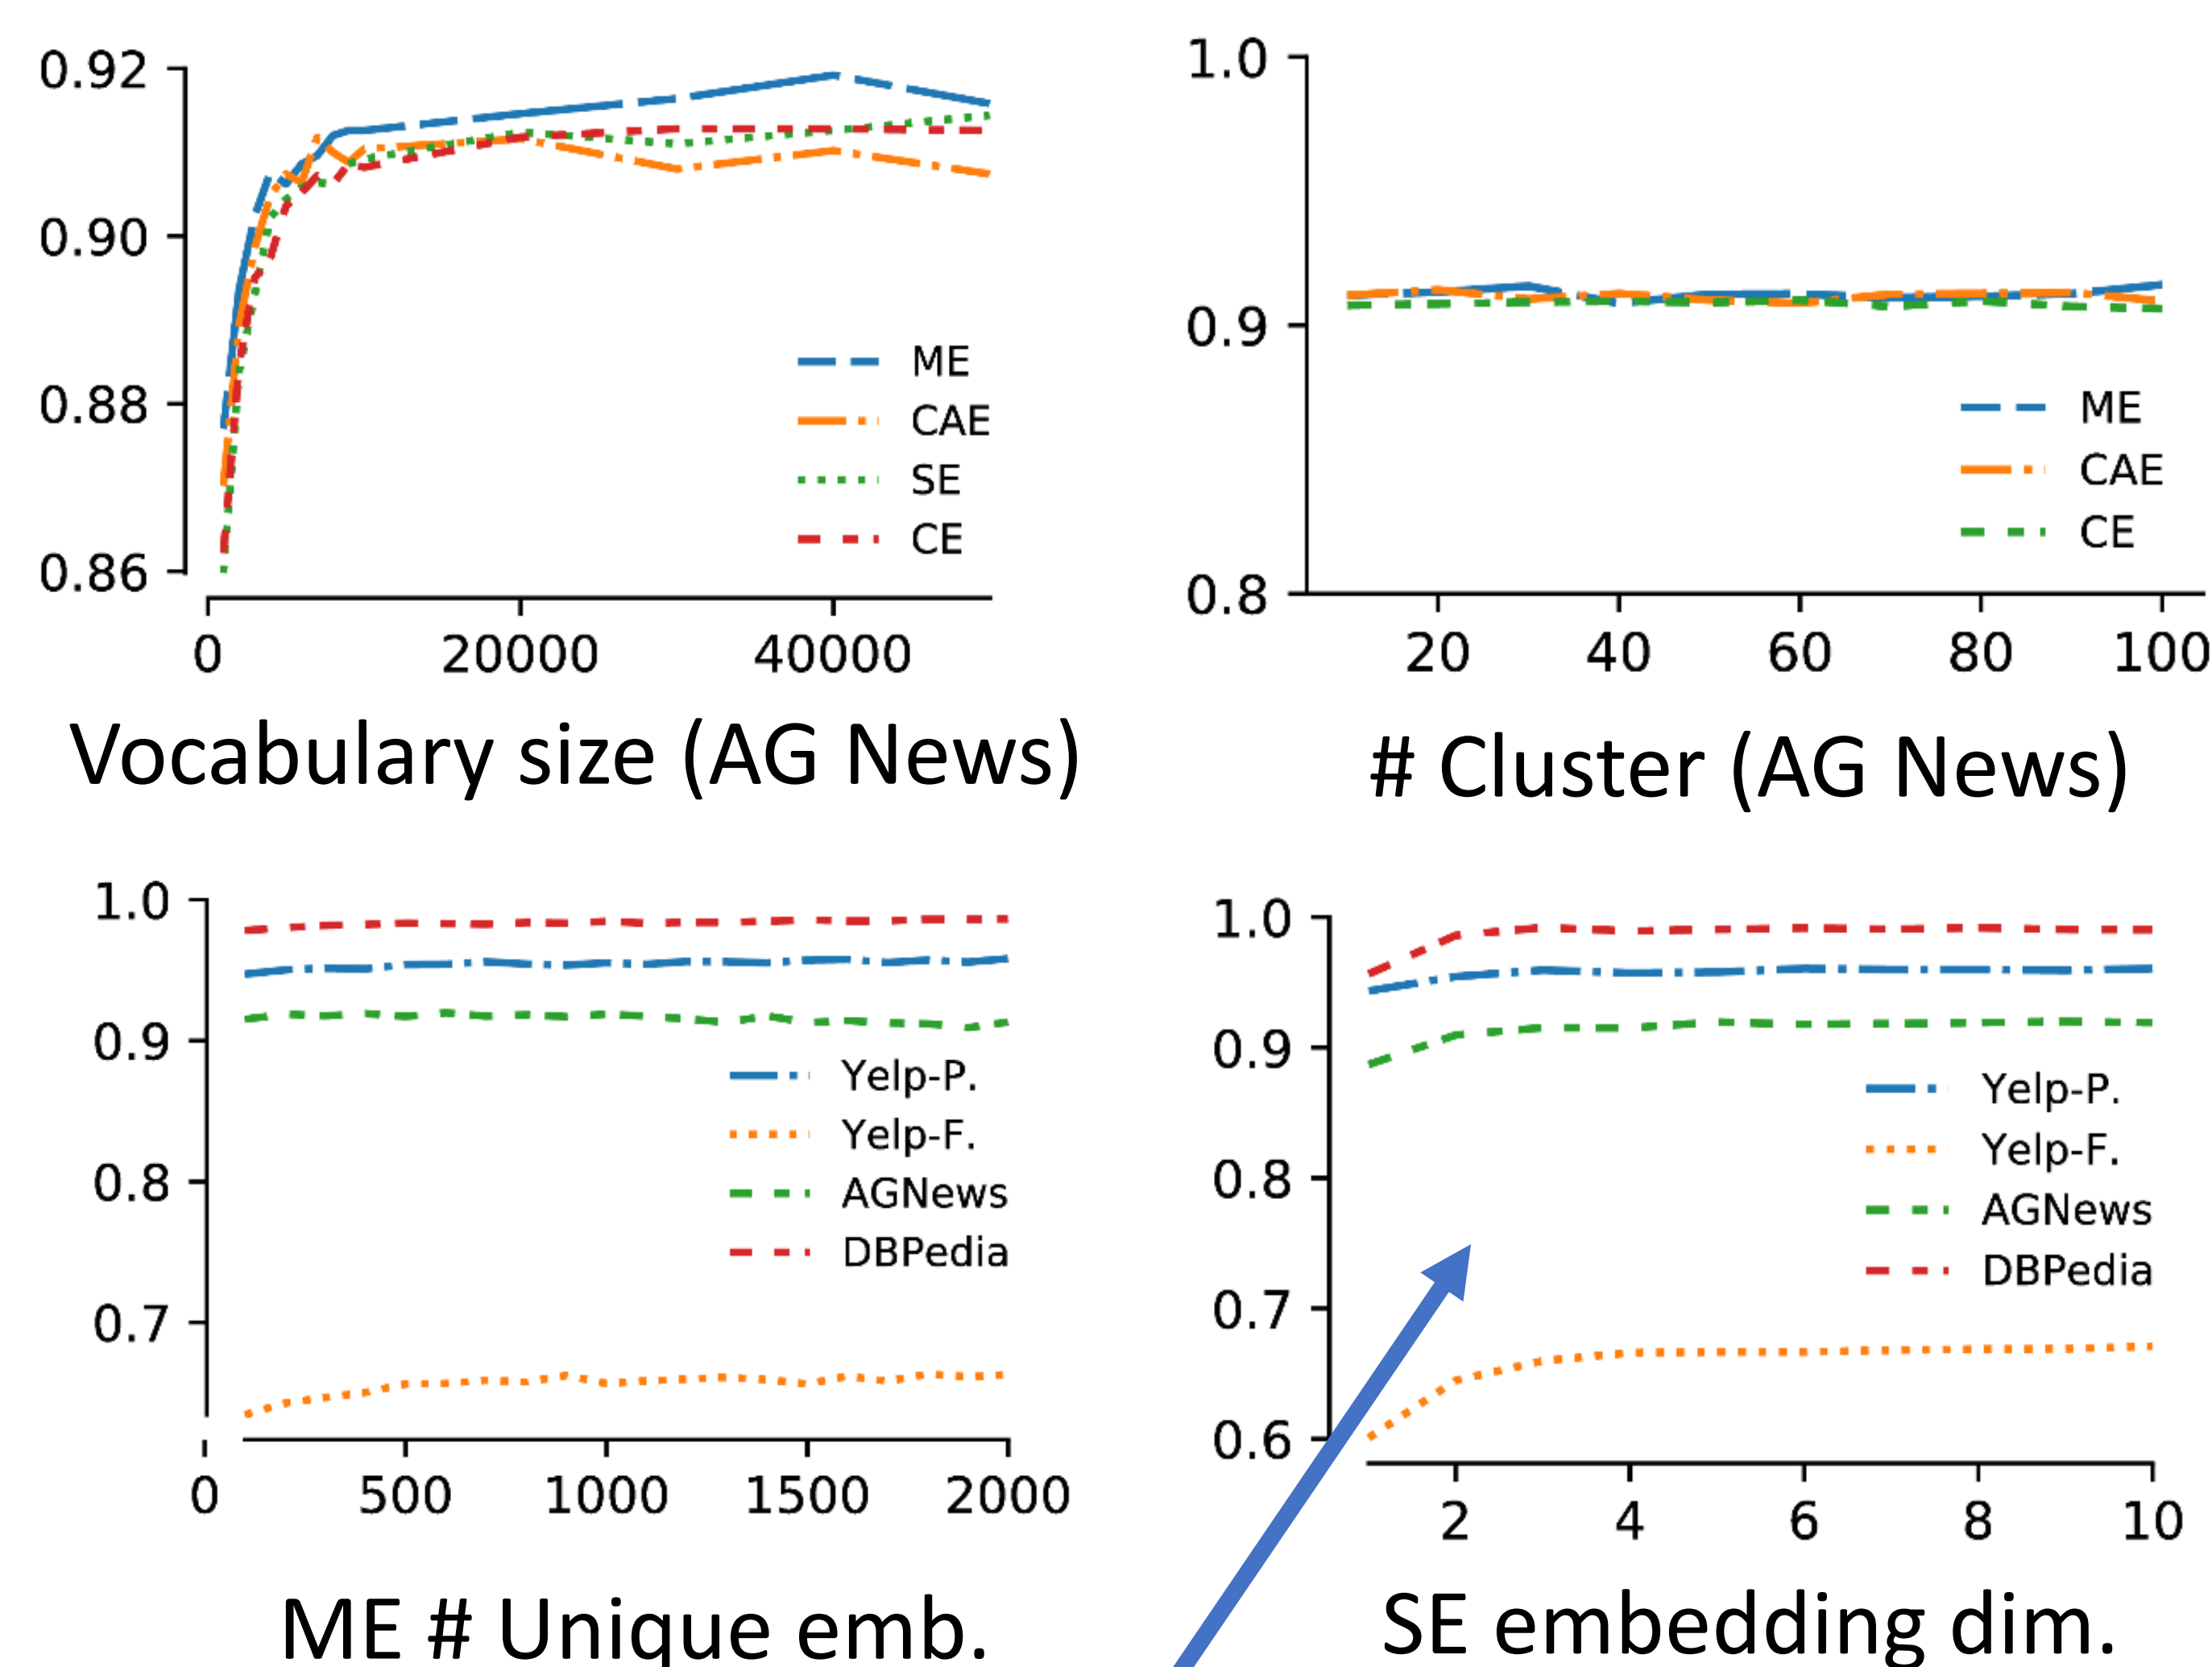 0.92
0.90
0.88
0.86
ME
CAE
SE
CE
0 20000 40000
Vocabulary size (AG News)
1.0
0.9
0.8
ME
CAE
CE
20 40 60 80 100
# Cluster (AG News)
1.0
0.9
0.8
0.7
Yelp-P.
Yelp-F.
AGNews
DBPedia
0 500 1000 1500 2000
ME # Unique emb.
1.0
0.9
0.8
0.7
0.6
Yelp-P.
Yelp-F.
AGNews
DBPedia
2 4 6 8 10
SE embedding dim.